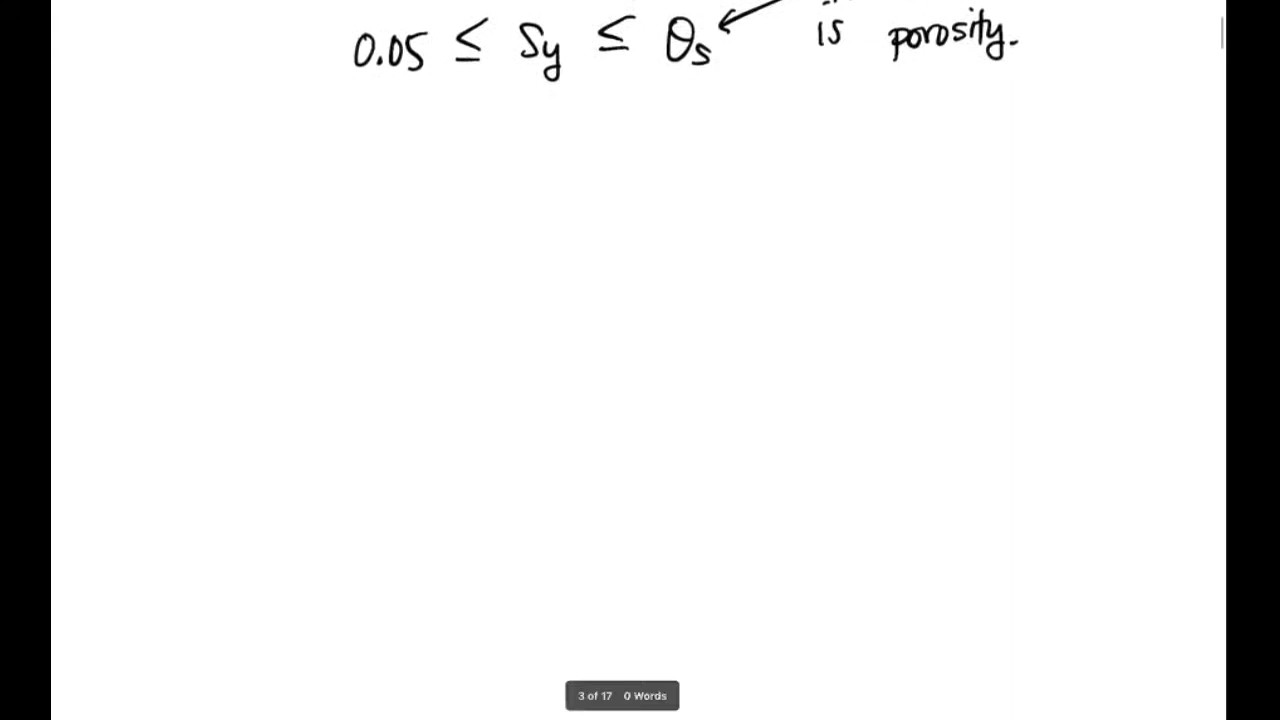 0.05 ≤ Sy ≤ θs is porosity.
3 of 17 0 Words